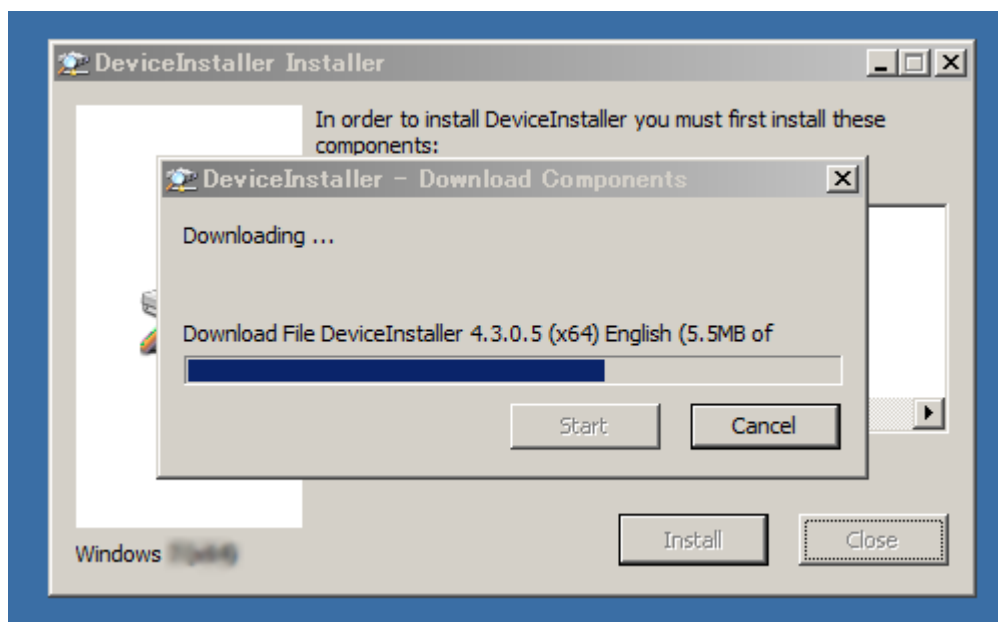 DeviceInstaller Installer
In order to install DeviceInstaller you must first install these
components:
DeviceInstaller - Download Components
Downloading ...
Download File DeviceInstaller 4.3.0.5 (x64) English (5.5MB of
Start
Cancel
Install
Close
Windows